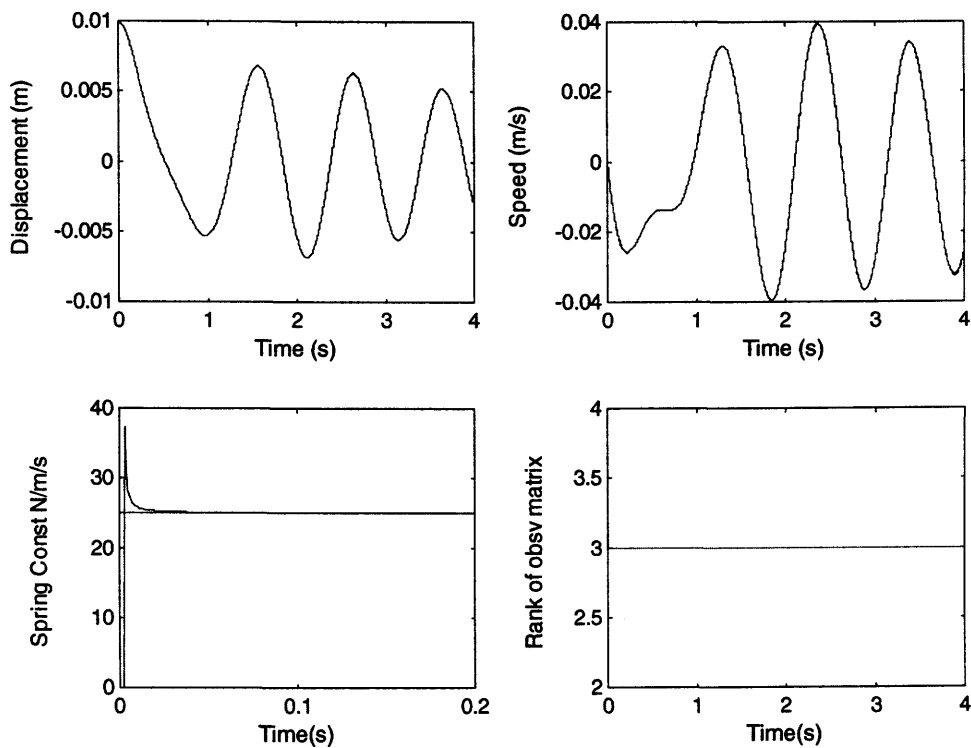 0.01
0.005
0
-0.005
-0.01
Displacement (m)
0 1 2 3 4
Time (s)
0.04
0.02
0
-0.02
-0.04
Speed (m/s)
0 1 2 3 4
Time (s)
40
30
20
10
0
Spring Const N/m/s
0 0.1 0.2
Time(s)
4
3.5
3
2.5
2
Rank of obsv matrix
0 1 2 3 4
Time(s)